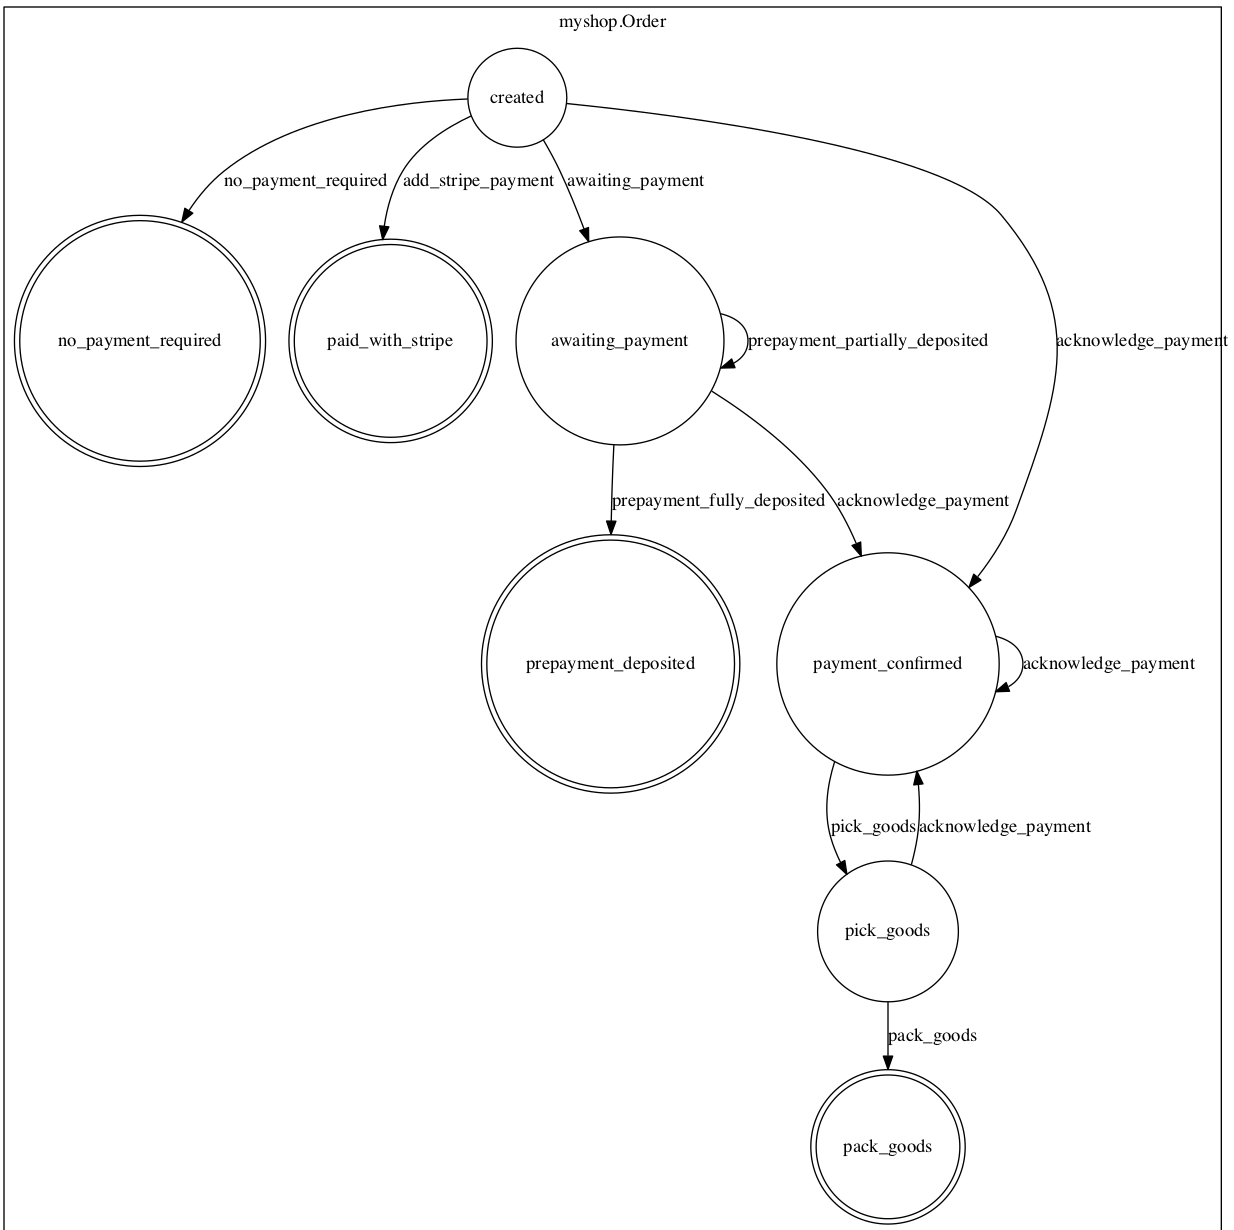 myshop.Order
created
no_payment_required
add_stripe_payment
awaiting_payment
no_payment_required
paid_with_stripe
awaiting_payment
prepayment_partially_deposited
acknowledge_payment
prepayment_fully_deposited
acknowledge_payment
prepayment_deposited
payment_confirmed
acknowledge_payment
pick_goods
acknowledge_payment
pick_goods
pack_goods
pack_goods